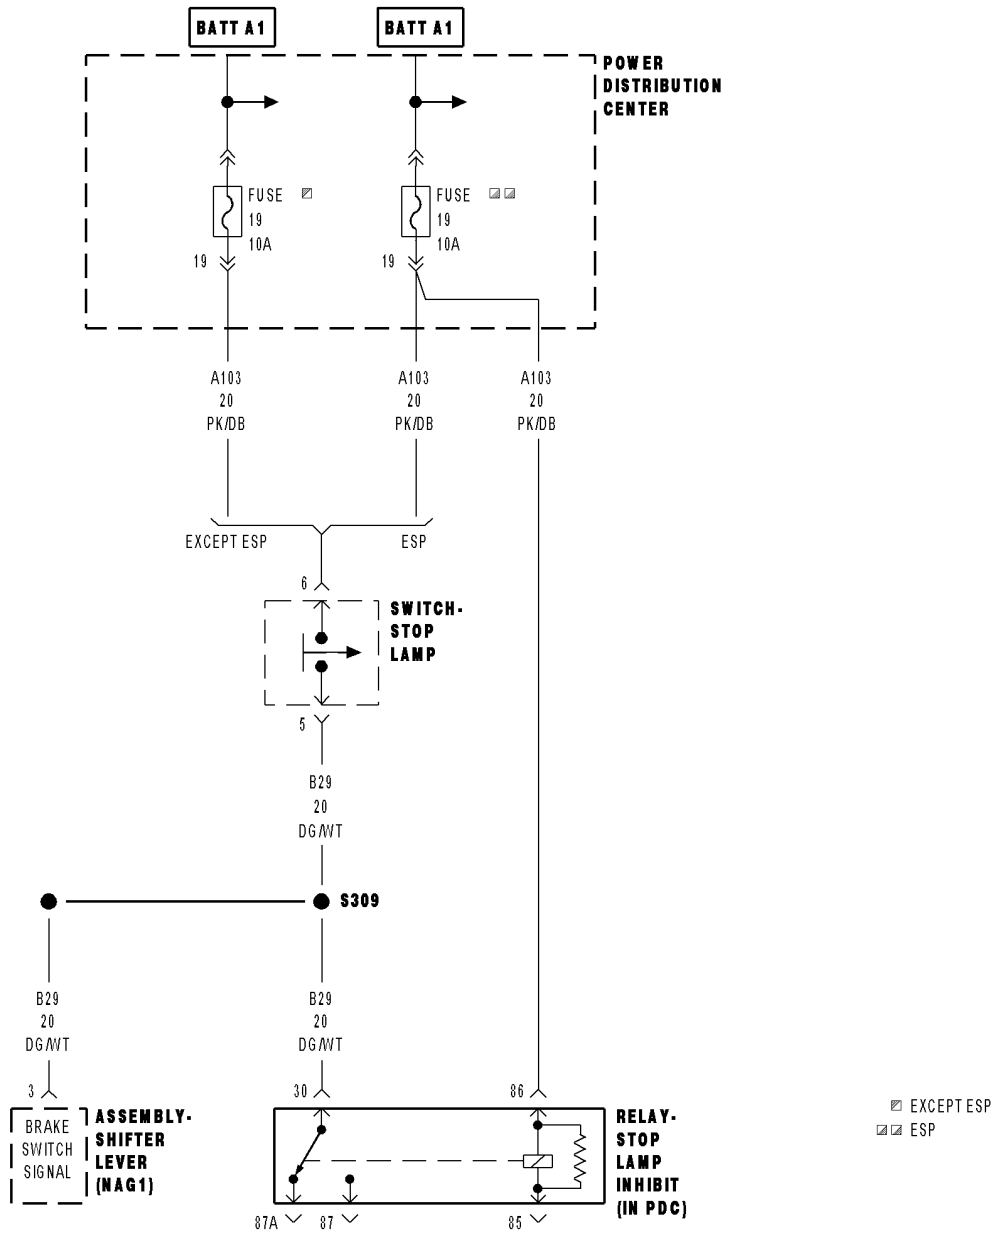 BATT A1
BATT A1
POWER
DISTRIBUTION
CENTER
FUSE
19
10A
19
FUSE
19
10A
19
A103
20
PK/DB
A103
20
PK/DB
A103
20
PK/DB
EXCEPT ESP
ESP
6
SWITCH-
STOP
LAMP
5
B29
20
DG/WT
S309
B29
20
DG/WT
B29
20
DG/WT
3
30
86
BRAKE
SWITCH
SIGNAL
ASSEMBLY-
SHIFTER
LEVER
(NAG1)
RELAY-
STOP
LAMP
INHIBIT
(IN PDC)
87A
87
85
EXCEPT ESP
ESP